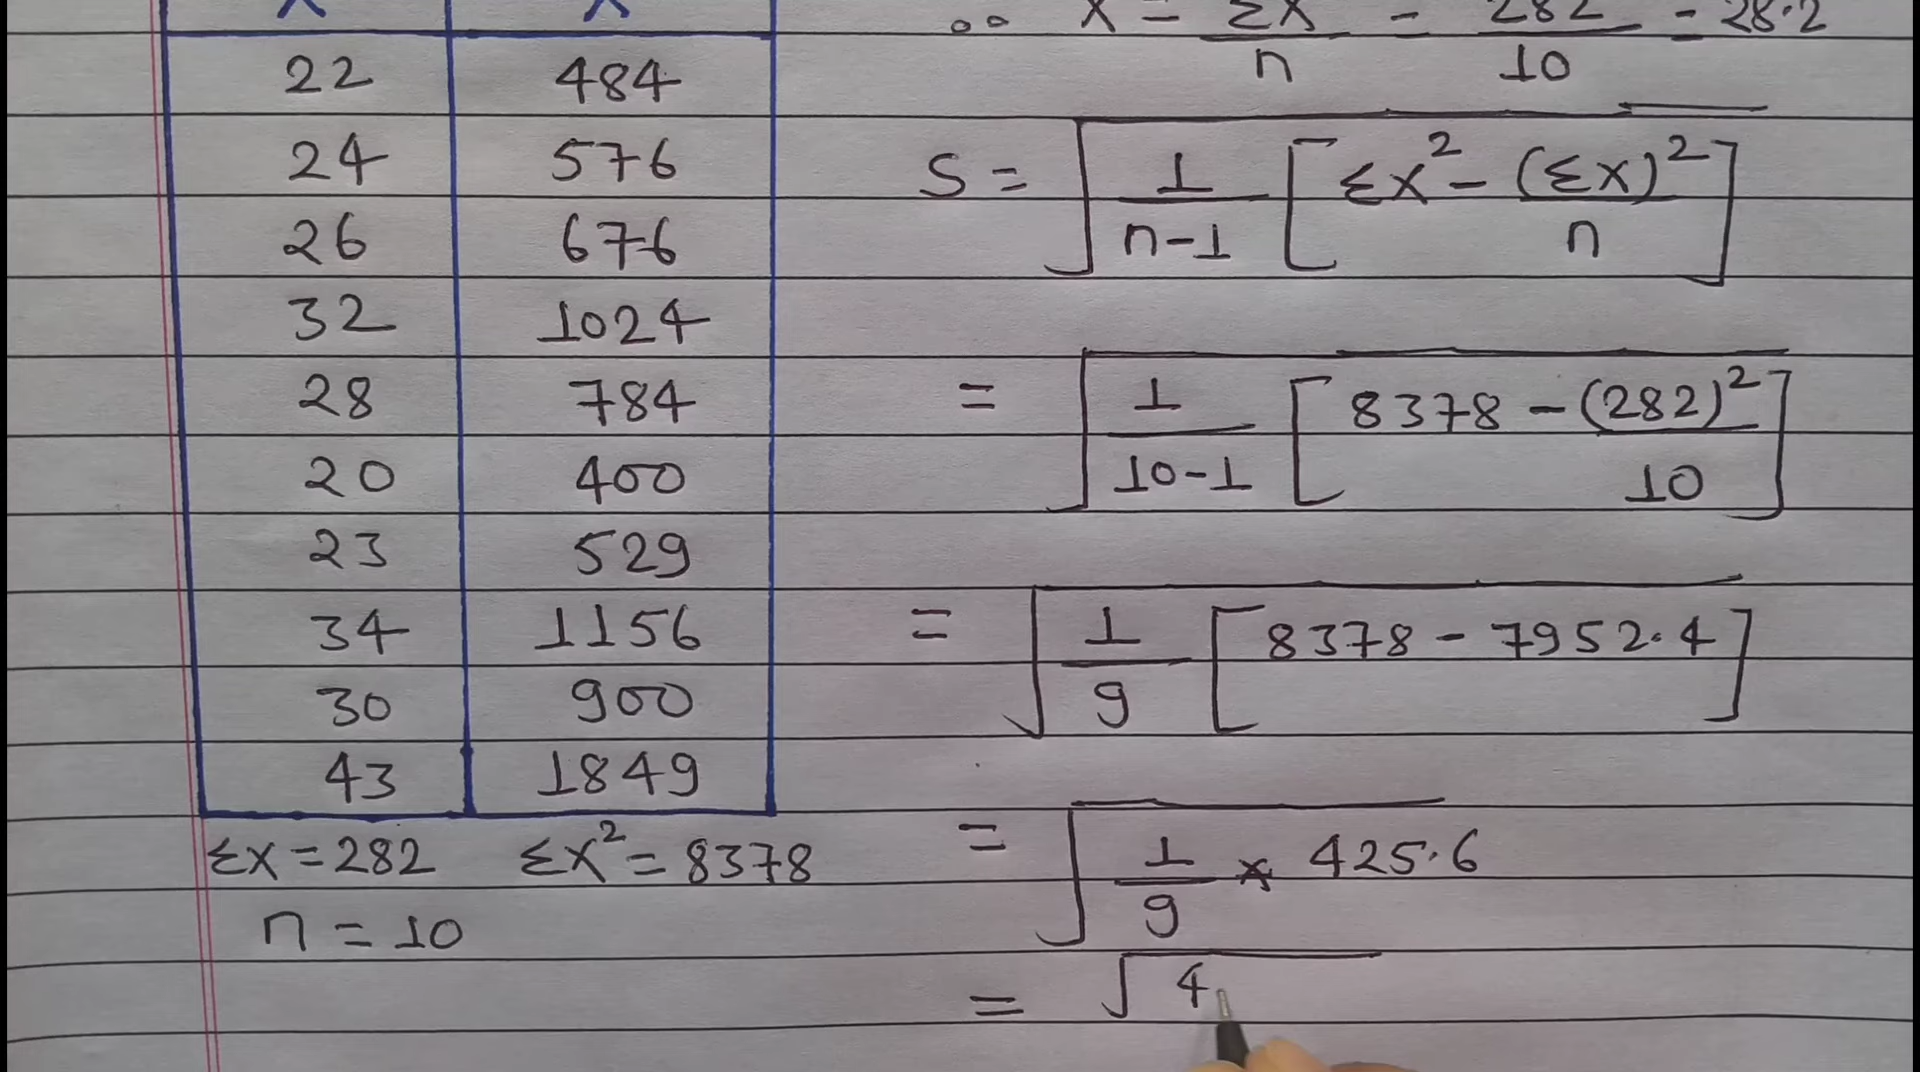 X X
22 484
24 576
26 676
32 1024
28 784
20 400
23 529
34 1156
30 900
43 1849
Σx = 282 Σx² = 8378
n = 10
∴ X = Σx/n = 282/10 = 28.2
S = √(1/(n-1) [Σx² - (Σx)²/n])
= √(1/(10-1) [8378 - (282)²/10])
= √(1/9 [8378 - 7952.4])
= √(1/9 × 425.6)
= √4